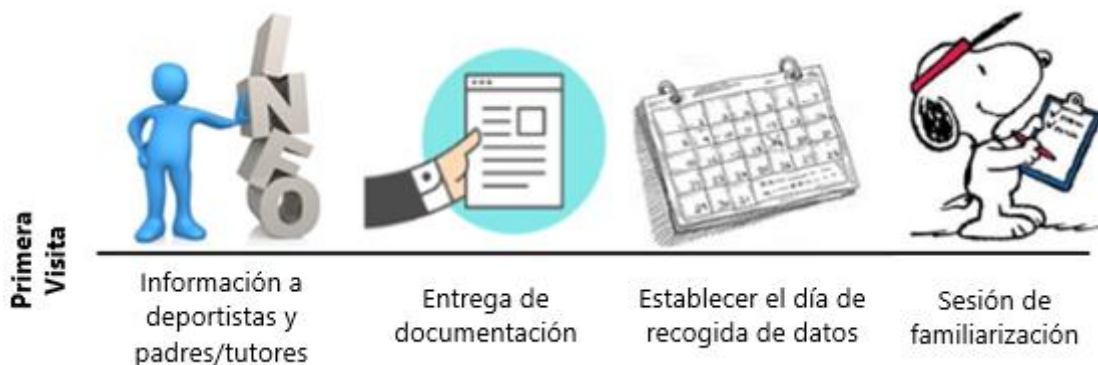 INFO
Primera
Visita
Información a
deportistas y
padres/tutores
Entrega de
documentación
Establecer el día de
recogida de datos
Sesión de
familiarización